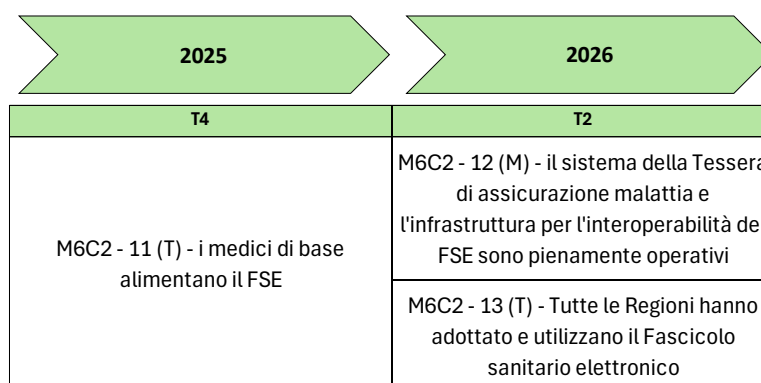 2025
2026
T4
T2
M6C2 - 11 (T) - i medici di base
alimentano il FSE
M6C2 - 12 (M) - il sistema della Tessera
di assicurazione malattia e
l'infrastruttura per l'interoperabilità de
FSE sono pienamente operativi
M6C2 - 13 (T) - Tutte le Regioni hanno
adottato e utilizzano il Fascicolo
sanitario elettronico